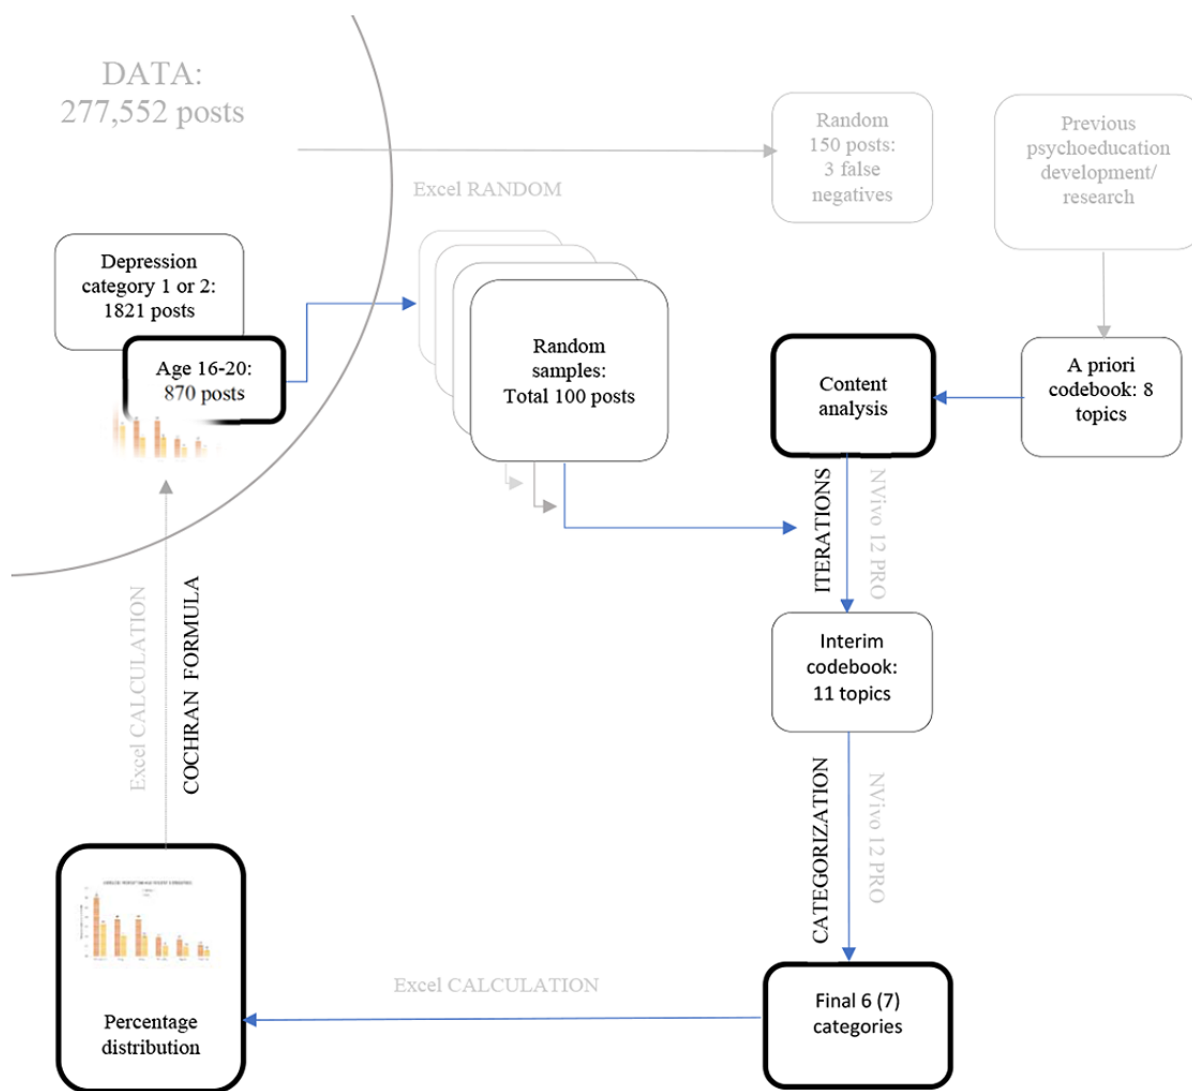 DATA:
277,552 posts
Random
150 posts:
3 false
negatives
Previous
psychoeducation
development/
research
Excel RANDOM
Depression
category 1 or 2:
1821 posts
Age 16-20:
870 posts
Random
samples:
Total 100 posts
Content
analysis
A priori
codebook: 8
topics
ITERATIONS
NVivo 12 PRO
Interim
codebook:
11 topics
Excel CALCULATION
COCHRAN FORMULA
CATEGORIZATION
NVivo 12 PRO
Percentage
distribution
Excel CALCULATION
Final 6 (7)
categories